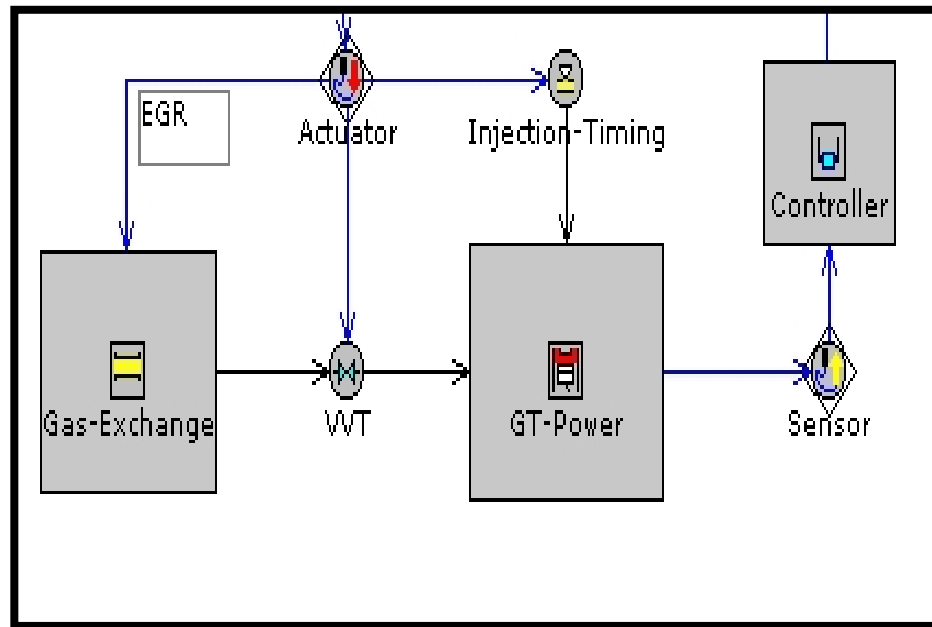 EGR
Actuator
Injection-Timing
Controller
Gas-Exchange
VVT
GT-Power
Sensor